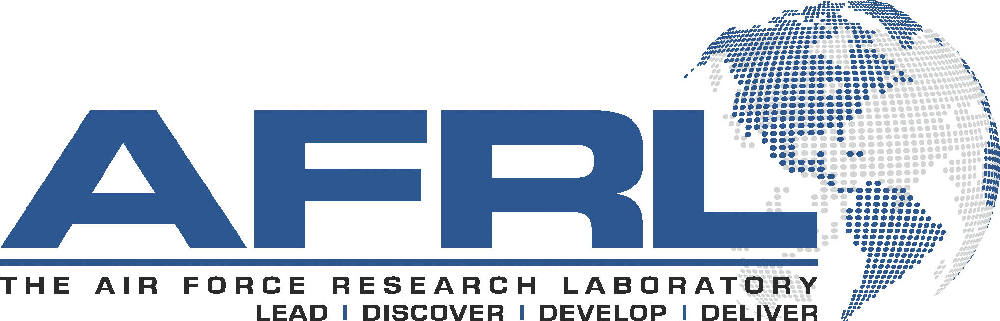 AFRL
THE AIR FORCE RESEARCH LABORATORY
LEAD | DISCOVER | DEVELOP | DELIVER